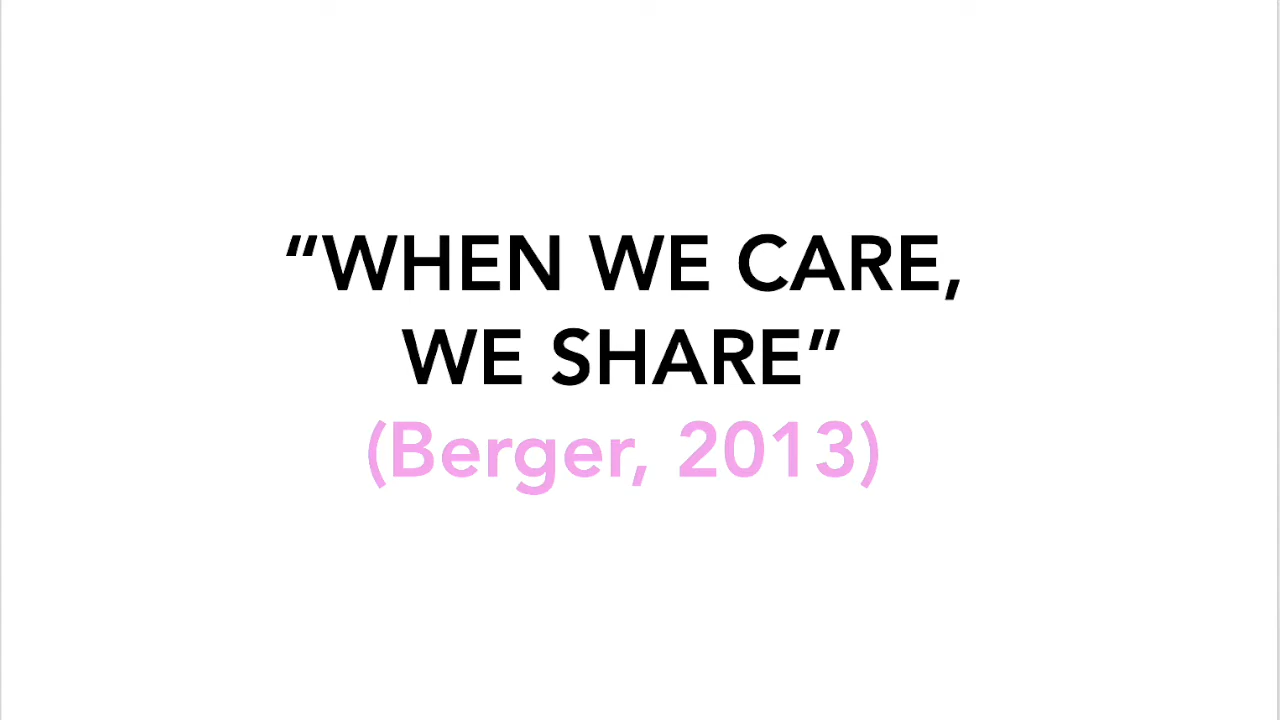 “WHEN WE CARE,
WE SHARE”
(Berger, 2013)